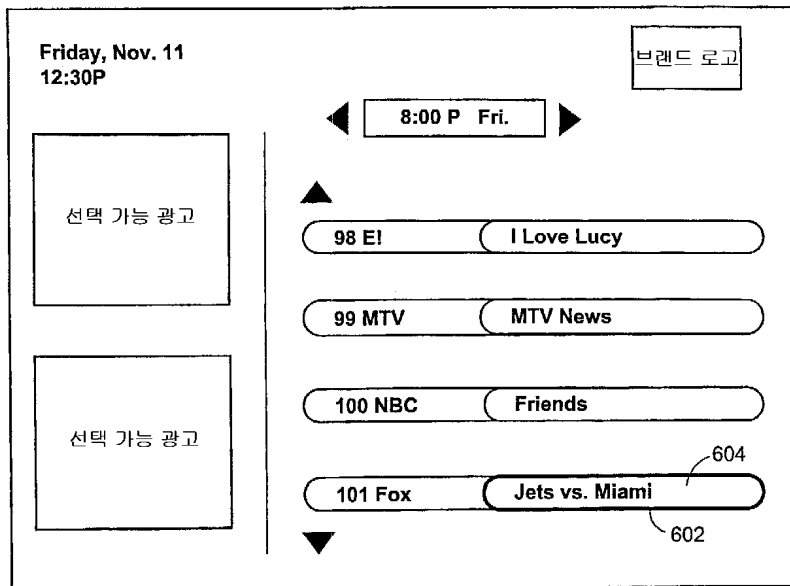 Friday, Nov. 11
12:30P
브랜드 로고
8:00 P Fri.
선택 가능 광고
98 E! I Love Lucy
99 MTV MTV News
선택 가능 광고
100 NBC Friends
604
101 Fox Jets vs. Miami
602